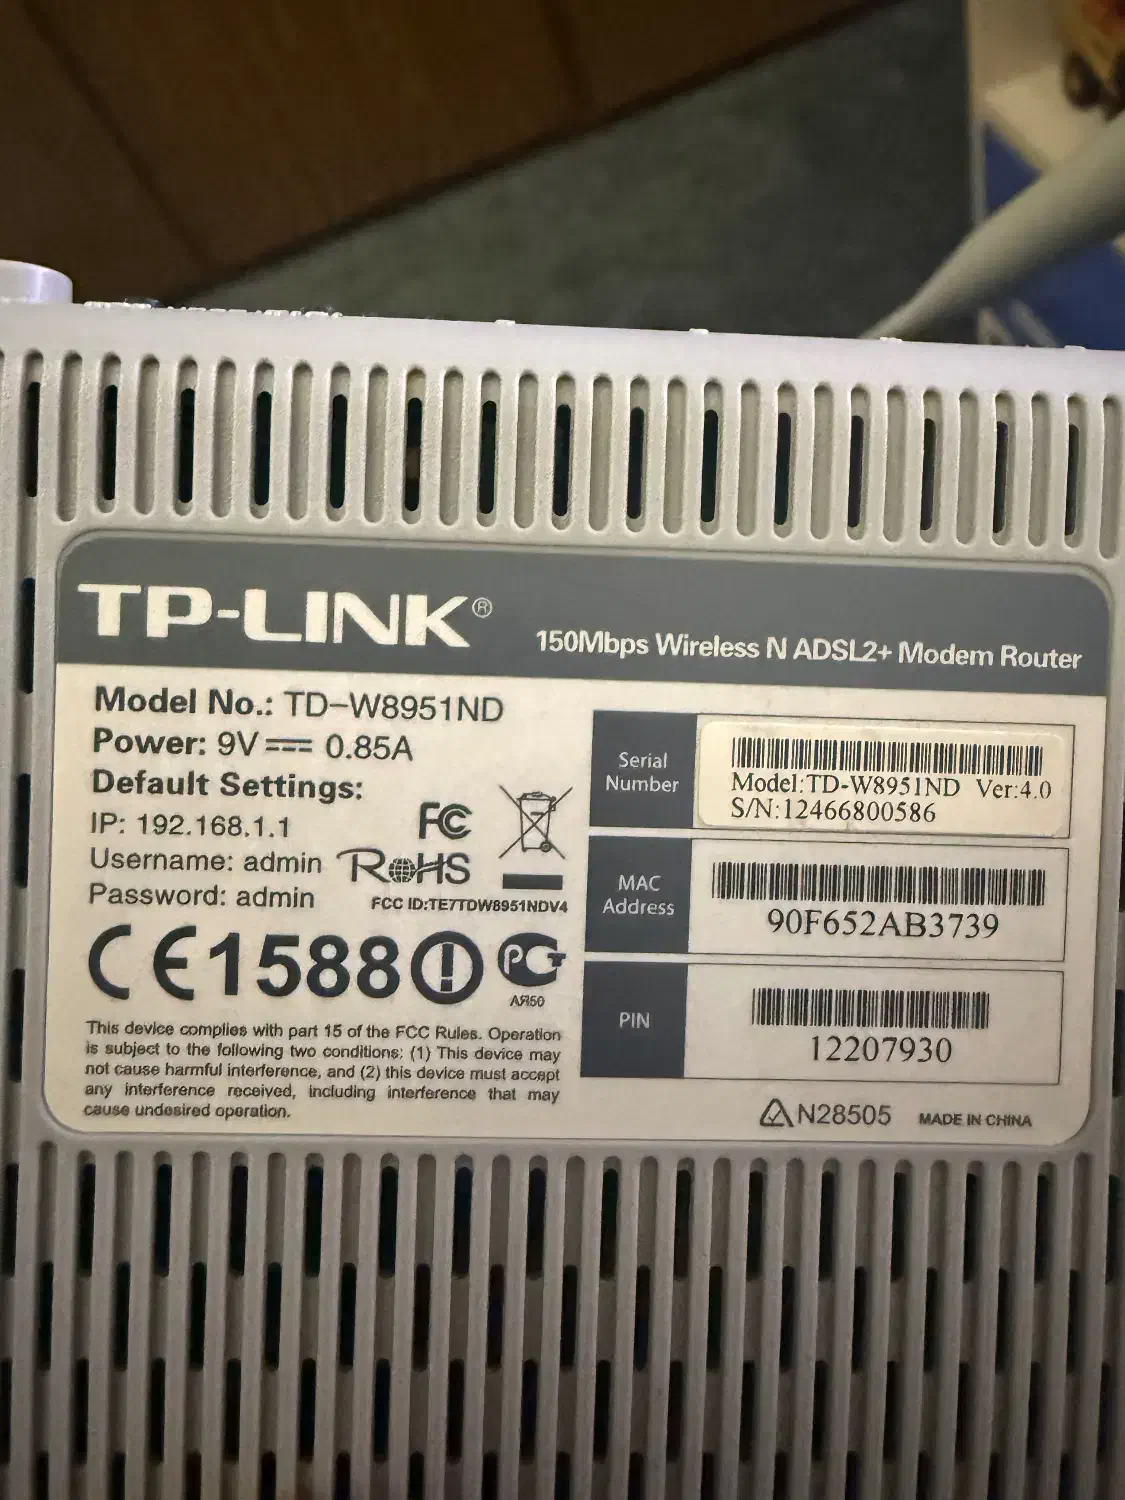 TP-LINK®
150Mbps Wireless N ADSL2+ Modem Router
Model No.: TD-W8951ND
Power: 9V⎓ 0.85A
Default Settings:
IP: 192.168.1.1
Username: admin
Password: admin
FC
RoHS
FCC ID:TE7TDW8951NDV4
CE1588
PCT
АЯ50
This device complies with part 15 of the FCC Rules. Operation
is subject to the following two conditions: (1) This device may
not cause harmful interference, and (2) this device must accept
any interference received, including interference that may
cause undesired operation.
Serial
Number
Model:TD-W8951ND Ver:4.0
S/N:12466800586
MAC
Address
90F652AB3739
PIN
12207930
N28505 MADE IN CHINA